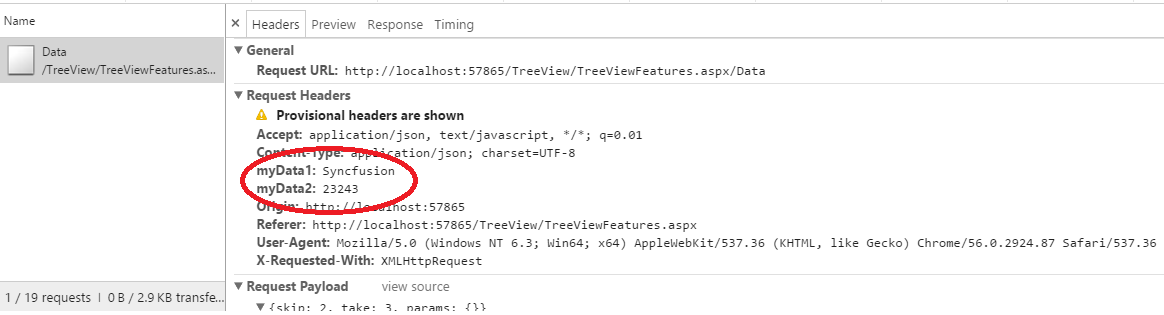 Name
× Headers Preview Response Timing
Data
/TreeView/TreeViewFeatures.as...
▼ General
Request URL: http://localhost:57865/TreeView/TreeViewFeatures.aspx/Data
▼ Request Headers
Provisional headers are shown
Accept: application/json, text/javascript, */*; q=0.01
Content-Type: application/json; charset=UTF-8
myData1: Syncfusion
myData2: 23243
Origin: http://localhost:57865
Referer: http://localhost:57865/TreeView/TreeViewFeatures.aspx
User-Agent: Mozilla/5.0 (Windows NT 6.3; Win64; x64) AppleWebKit/537.36 (KHTML, like Gecko) Chrome/56.0.2924.87 Safari/537.36
X-Requested-With: XMLHttpRequest
▼ Request Payload view source
▼ {skip: 2, take: 3, params: {}}
1 / 19 requests | 0 B / 2.9 KB transfe...